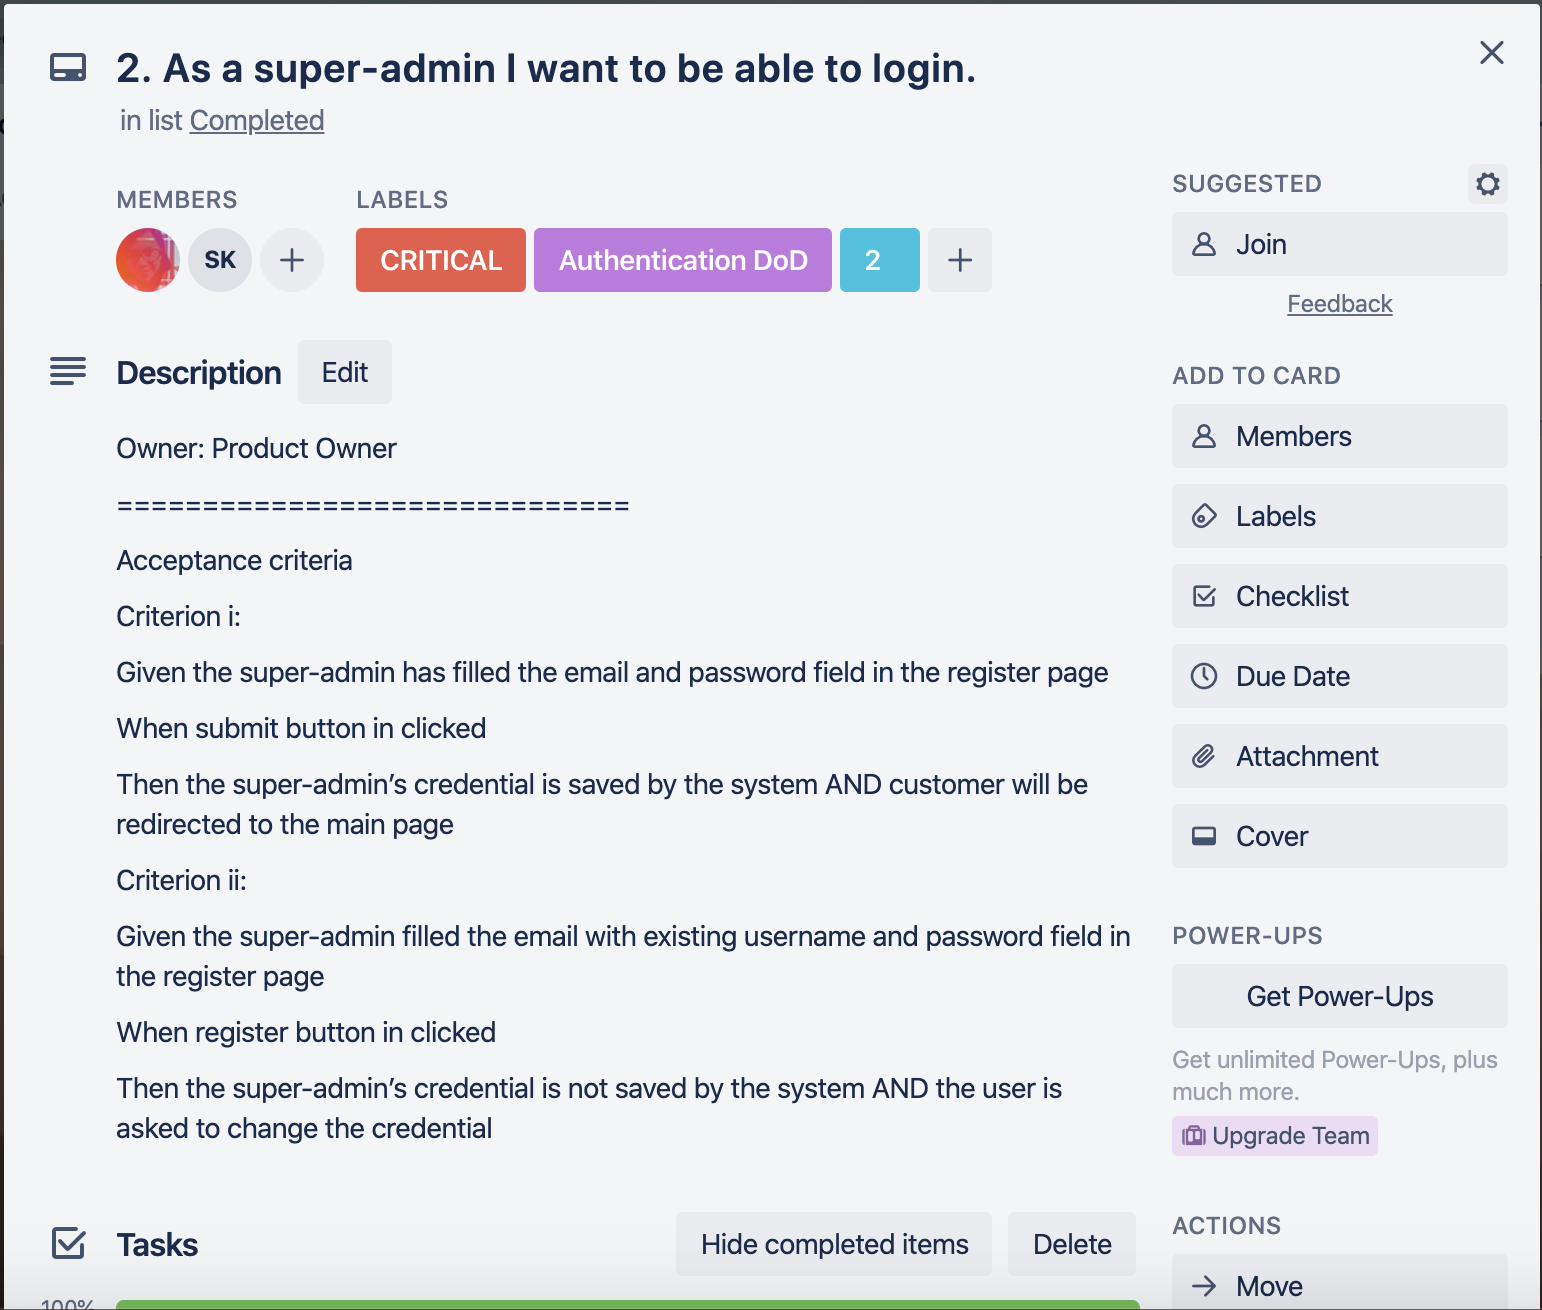 2. As a super-admin I want to be able to login.
in list Completed
MEMBERS
LABELS
SK
CRITICAL
Authentication DoD
2
Description
Edit
Owner: Product Owner
==============================
Acceptance criteria
Criterion i:
Given the super-admin has filled the email and password field in the register page
When submit button in clicked
Then the super-admin’s credential is saved by the system AND customer will be
redirected to the main page
Criterion ii:
Given the super-admin filled the email with existing username and password field in
the register page
When register button in clicked
Then the super-admin’s credential is not saved by the system AND the user is
asked to change the credential
Tasks
Hide completed items
Delete
100%
SUGGESTED
Join
Feedback
ADD TO CARD
Members
Labels
Checklist
Due Date
Attachment
Cover
POWER-UPS
Get Power-Ups
Get unlimited Power-Ups, plus
much more.
Upgrade Team
ACTIONS
Move